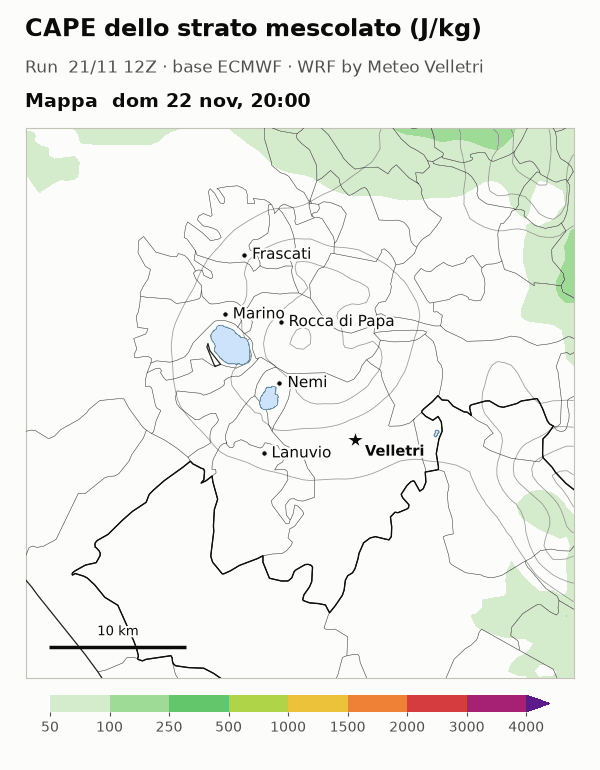 CAPE dello strato mescolato (J/kg)
Run  21/11 12Z · base ECMWF · WRF by Meteo Velletri
Mappa  dom 22 nov, 20:00
Frascati
Marino
Rocca di Papa
Nemi
Velletri
Lanuvio
10 km
50 100 250 500 1000 1500 2000 3000 4000